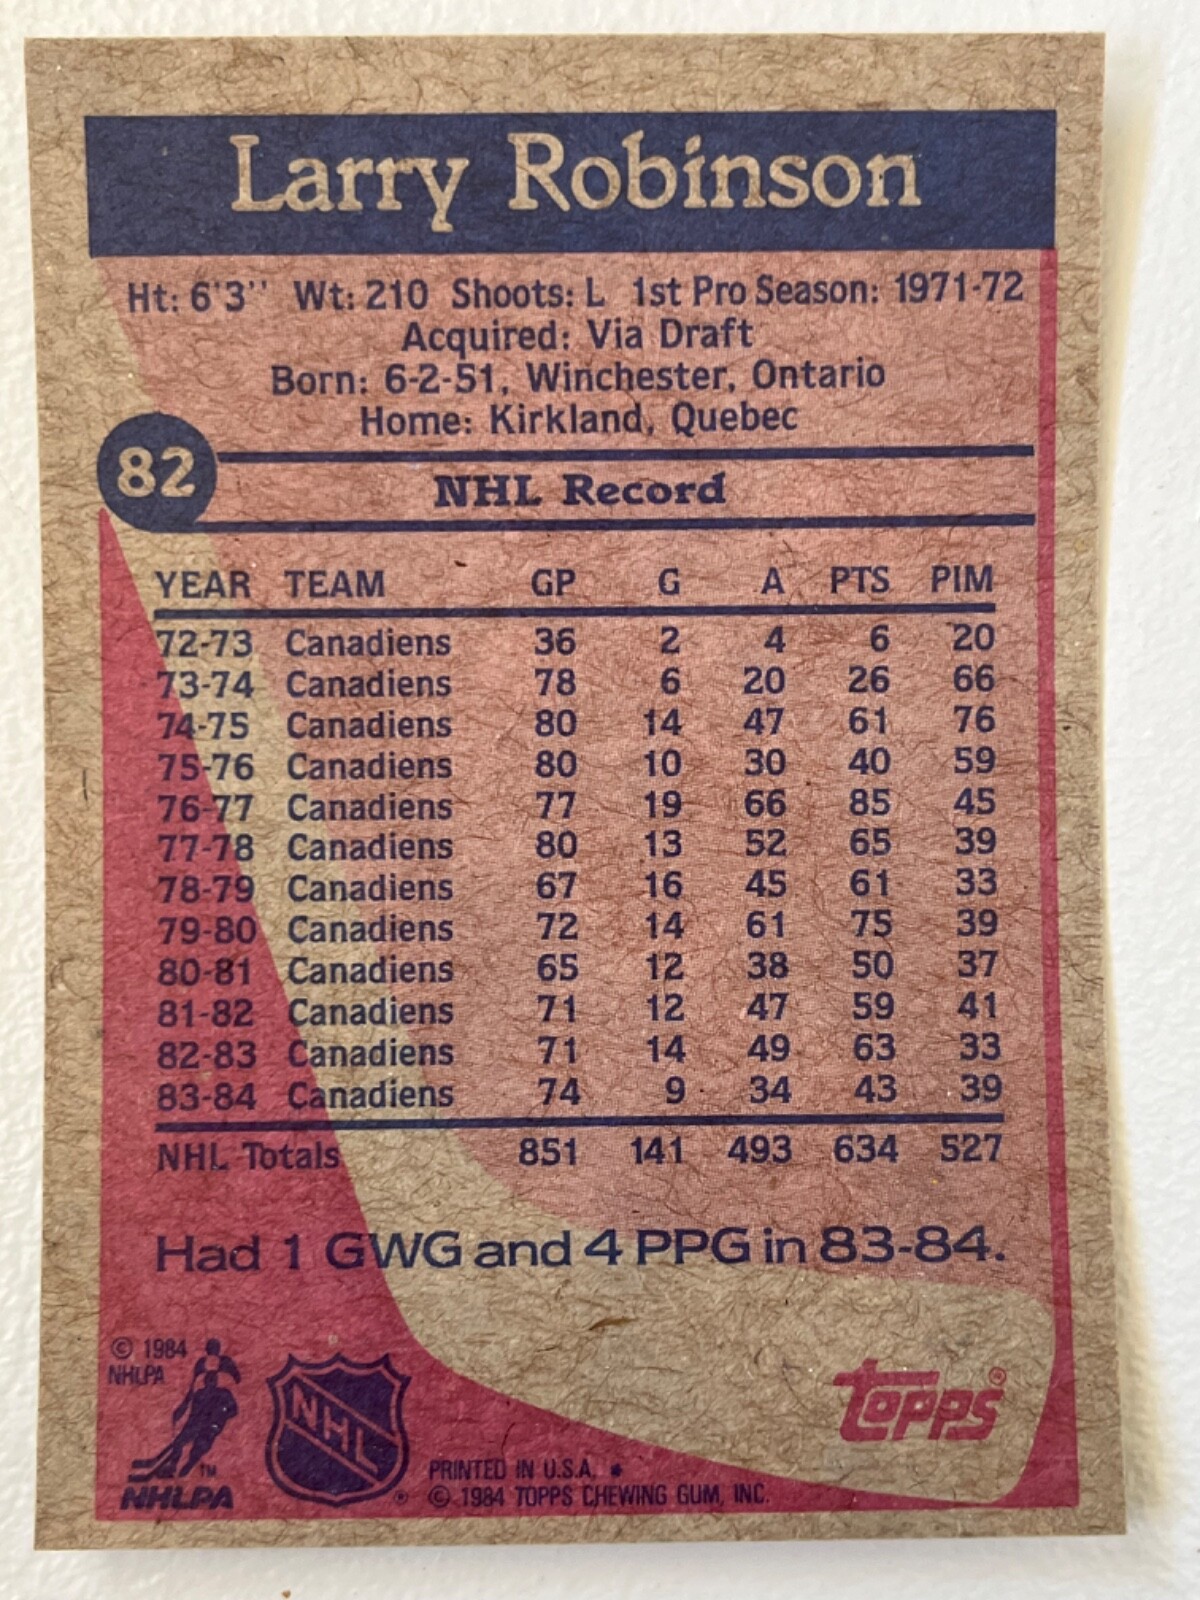 Larry Robinson
Ht: 6'3'' Wt: 210 Shoots: L 1st Pro Season: 1971-72
Acquired: Via Draft
Born: 6-2-51, Winchester, Ontario
Home: Kirkland, Quebec
82
NHL Record
YEAR TEAM GP G A PTS PIM
72-73 Canadiens 36 2 4 6 20
73-74 Canadiens 78 6 20 26 66
74-75 Canadiens 80 14 47 61 76
75-76 Canadiens 80 10 30 40 59
76-77 Canadiens 77 19 66 85 45
77-78 Canadiens 80 13 52 65 39
78-79 Canadiens 67 16 45 61 33
79-80 Canadiens 72 14 61 75 39
80-81 Canadiens 65 12 38 50 37
81-82 Canadiens 71 12 47 59 41
82-83 Canadiens 71 14 49 63 33
83-84 Canadiens 74 9 34 43 39
NHL Totals 851 141 493 634 527
Had 1 GWG and 4 PPG in 83-84.
© 1984
NHLPA
TM
NHLPA
NHL
®
topps®
PRINTED IN U.S.A. *
© 1984 TOPPS CHEWING GUM, INC.